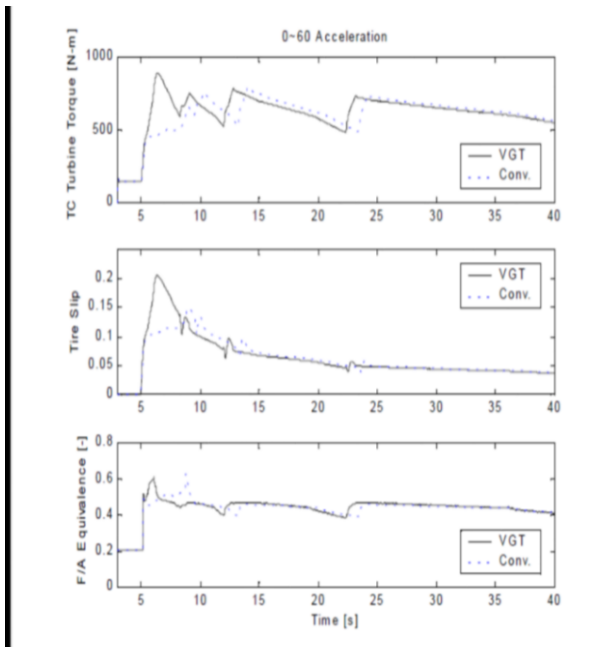 0~60 Acceleration
TC Turbine Torque [N-m]
1000
500
0
5 10 15 20 25 30 35 40
VGT
Conv.
Tire Slip
0.2
0.15
0.1
0.05
0
5 10 15 20 25 30 35 40
VGT
Conv.
F/A Equivalence [-]
0.8
0.6
0.4
0.2
0
5 10 15 20 25 30 35 40
VGT
Conv.
Time [s]